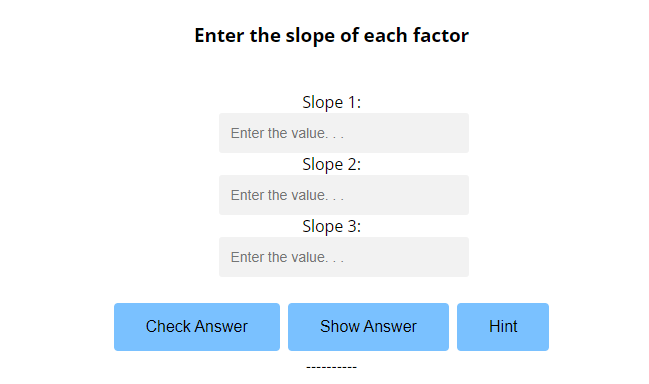 Enter the slope of each factor
Slope 1:
Enter the value. . .
Slope 2:
Enter the value. . .
Slope 3:
Enter the value. . .
Check Answer Show Answer Hint
----------